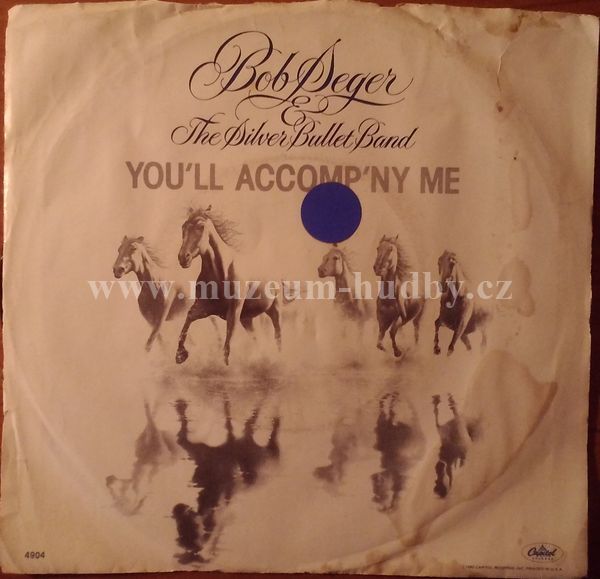 Bob Seger
&
The Silver Bullet Band
YOU'LL ACCOMP'NY ME
www.muzeum-hudby.cz
4904
Capitol